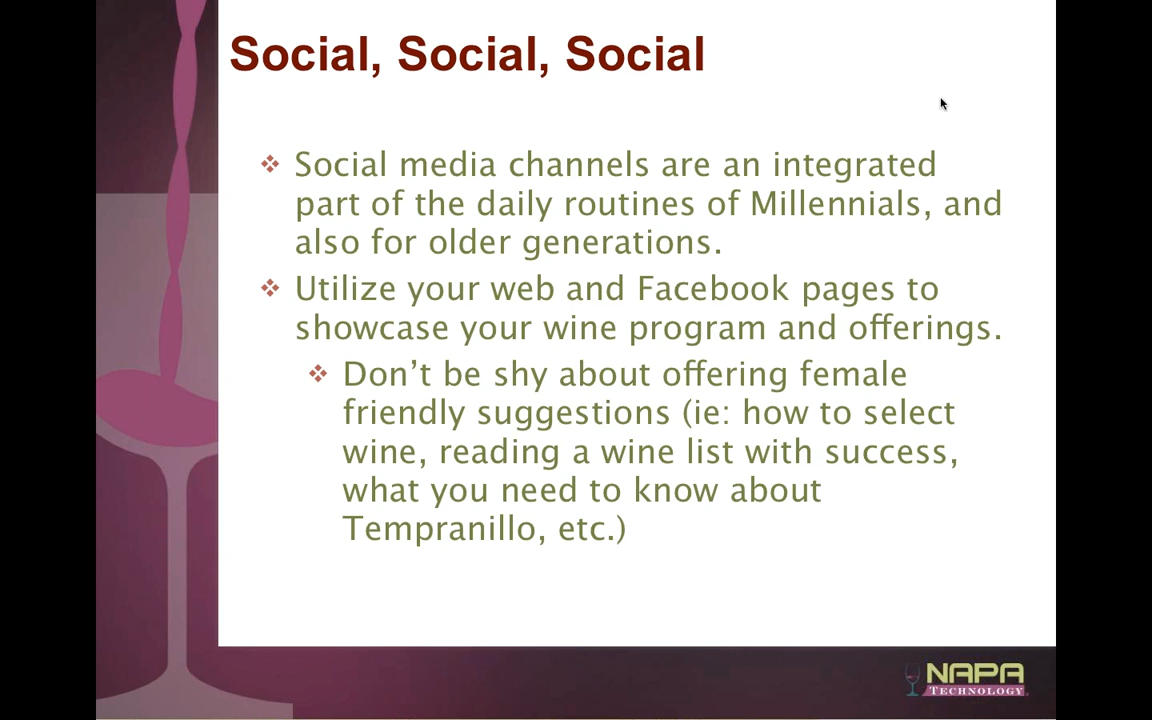 Social, Social, Social
❖ Social media channels are an integrated
part of the daily routines of Millennials, and
also for older generations.
❖ Utilize your web and Facebook pages to
showcase your wine program and offerings.
❖ Don’t be shy about offering female
friendly suggestions (ie: how to select
wine, reading a wine list with success,
what you need to know about
Tempranillo, etc.)
NAPA
TECHNOLOGY